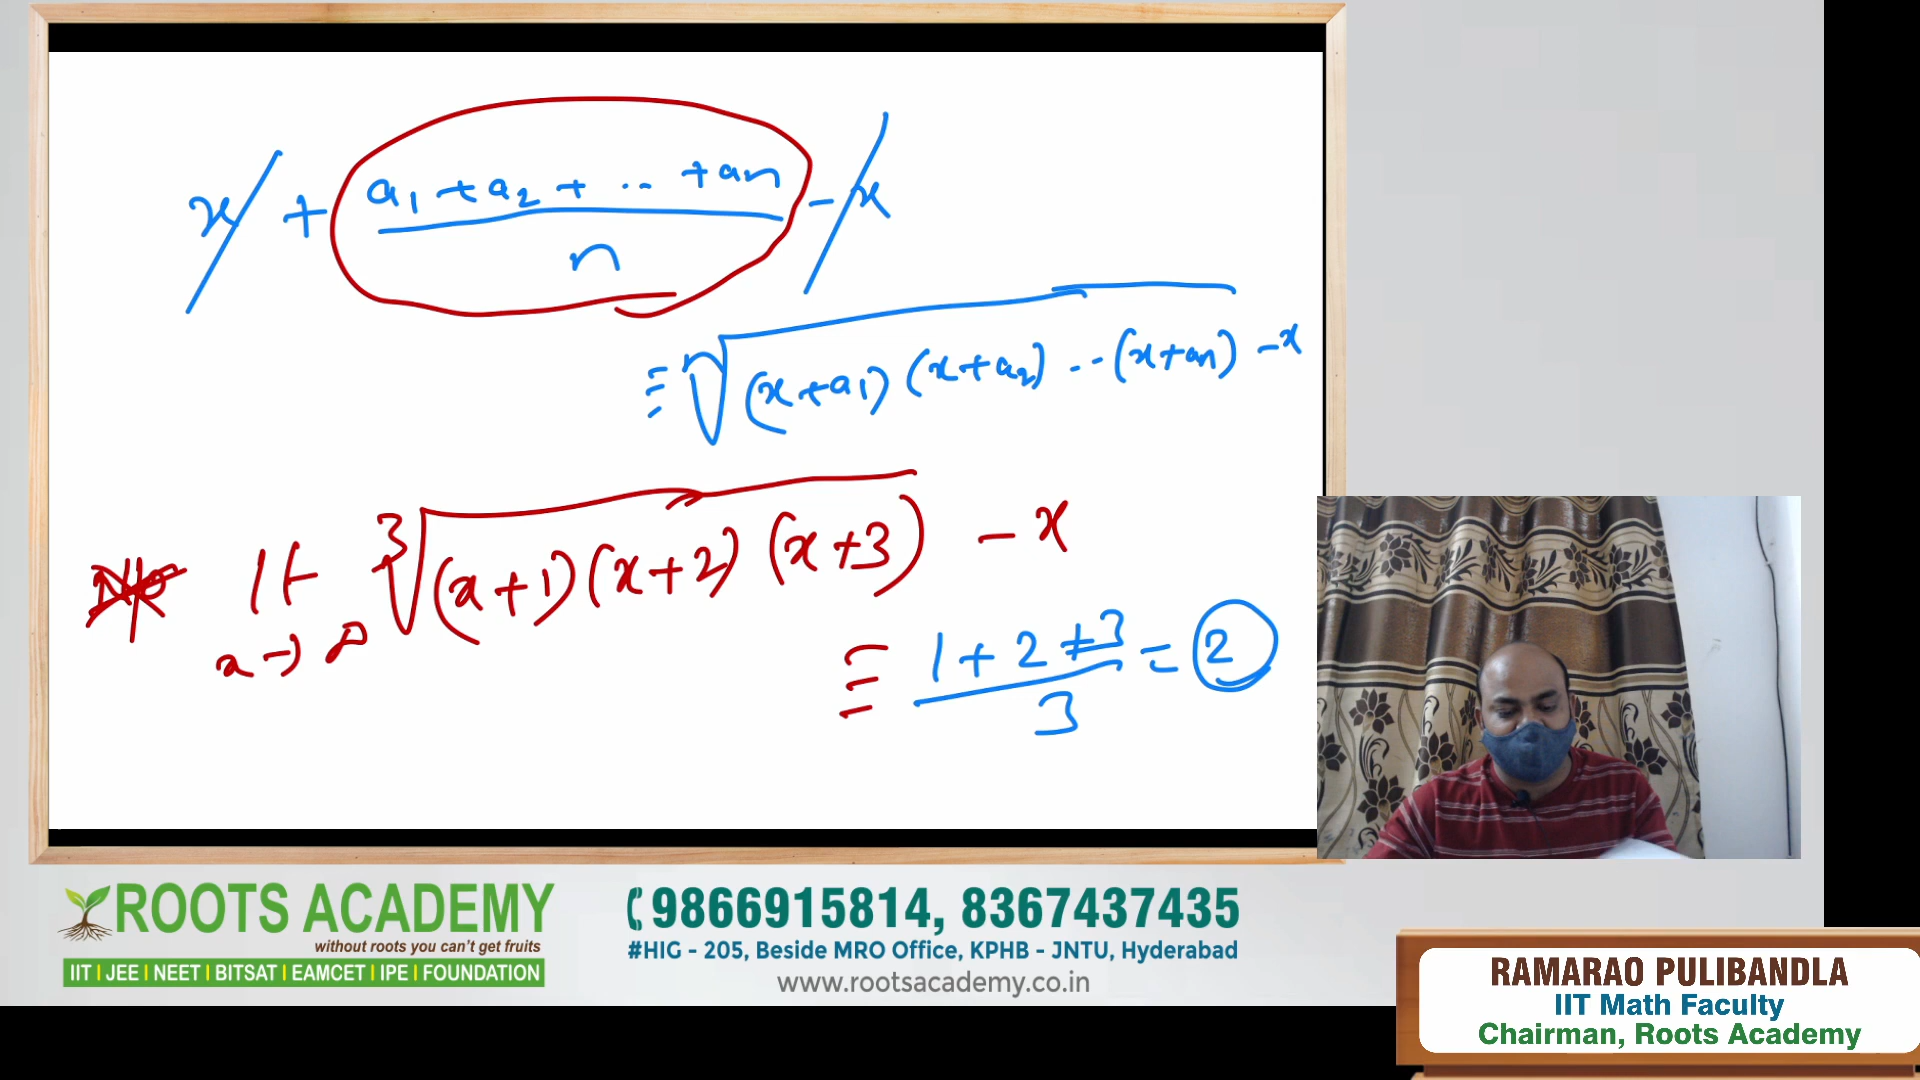 x + (a1 + a2 + .. + an)/n - x
≡ n√(x+a1)(x+a2) ... (x+an) - x
lt 3√(x+1)(x+2)(x+3) - x
x→∞
≡ (1+2+3)/3 = 2
ROOTS ACADEMY
without roots you can't get fruits
IIT | JEE | NEET | BITSAT | EAMCET | IPE | FOUNDATION
9866915814, 8367437435
#HIG - 205, Beside MRO Office, KPHB - JNTU, Hyderabad
www.rootsacademy.co.in
RAMARAO PULIBANDLA
IIT Math Faculty
Chairman, Roots Academy